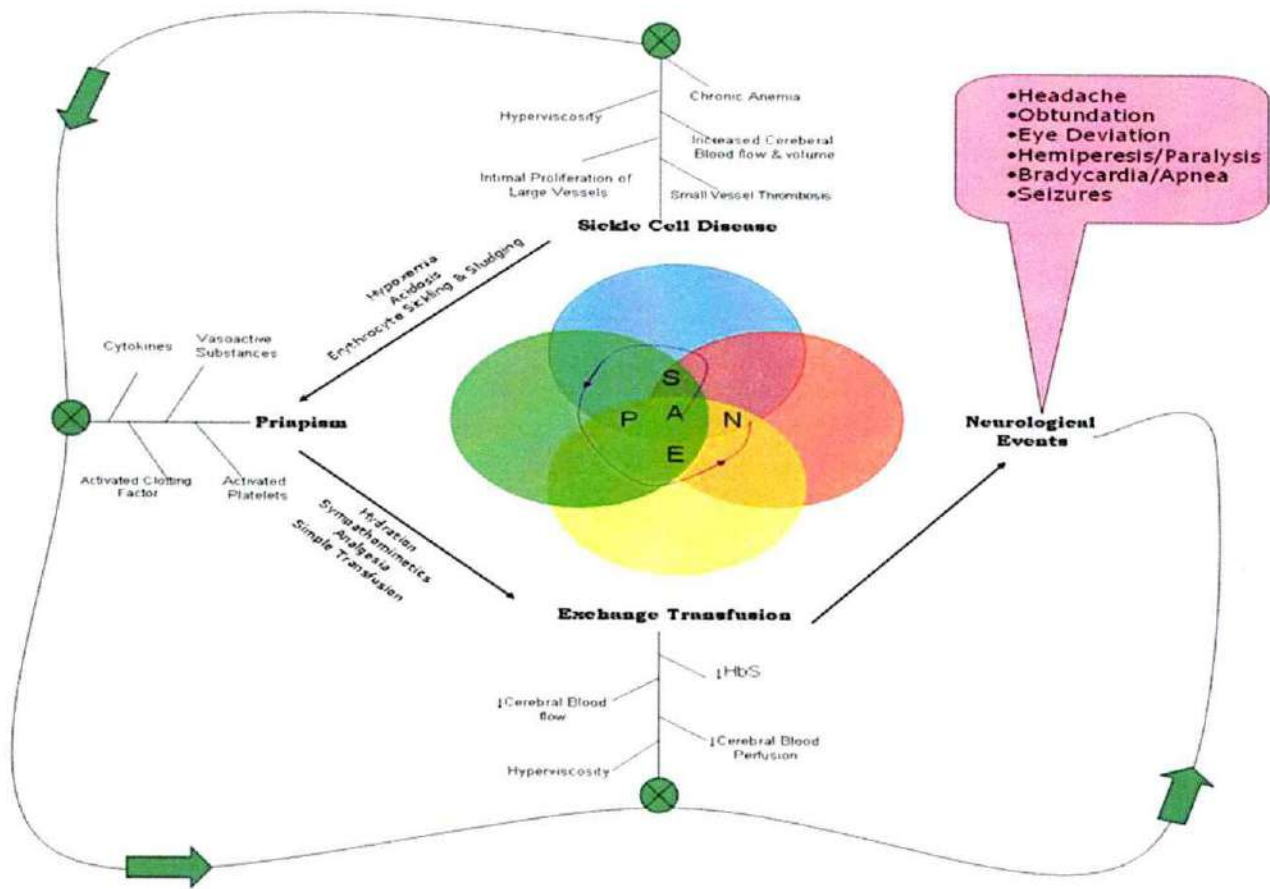 Chronic Anemia
Hyperviscosity
Increased Cereberal
Blood flow & volume
Intimal Proliferation of
Large Vessels
Small Vessel Thrombosis
Sickle Cell Disease
•Headache
•Obtundation
•Eye Deviation
•Hemiperesis/Paralysis
•Bradycardia/Apnea
•Seizures
Hypoxemia
Acidosis
Erythrocyte Sickling & Sludging
Cytokines
Vasoactive
Substances
Priapism
Activated Clotting
Factor
Activated
Platelets
S
P
A
N
E
Neurological
Events
Hydration
Sympathomimetics
Analgesia
Simple Transfusion
Exchange Transfusion
↓HbS
↓Cerebral Blood
flow
↓Cerebral Blood
Perfusion
Hyperviscosity